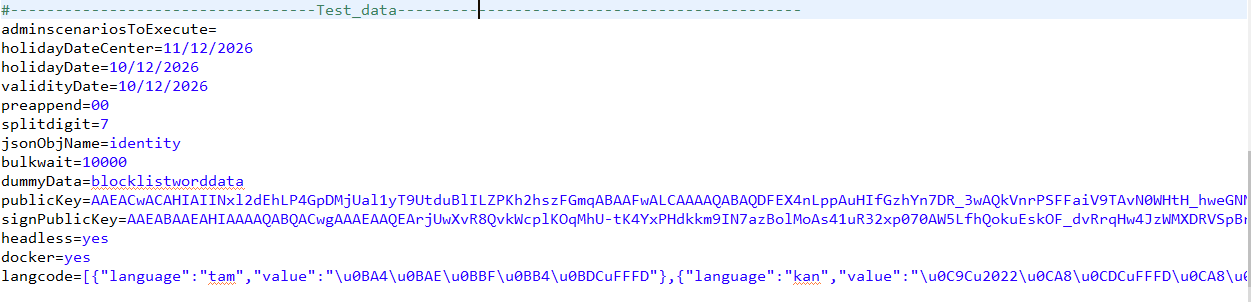 #----------------------------------Test_data---------------------------------------------
adminscenariosToExecute=
holidayDateCenter=11/12/2026
holidayDate=10/12/2026
validityDate=10/12/2026
preappend=00
splitdigit=7
jsonObjName=identity
bulkwait=10000
dummyData=blocklistworddata
publicKey=AAEACwACAHIAIINxl2dEhLP4GpDMjUal1yT9UtduBlILZPKh2hszFGmqABAAFwALCAAAAQABAQDFEX4nLppAuHIfGzhYn7DR_3wAQkVnrPSFFaiV9TAvN0WHtH_hweGNN
signPublicKey=AAEABAAEAHIAAAAQABQACwgAAAEAAQEArjUwXvR8QvkWcplKOqMhU-tK4YxPHdkkm9IN7azBolMoAs41uR32xp070AW5LfhQokuEskOF_dvRrqHw4JzWMXDRVSpBr
headless=yes
docker=yes
langcode=[{"language":"tam","value":"\u0BA4\u0BAE\u0BBF\u0BB4\u0BDCuFFFD"},{"language":"kan","value":"\u0C9Cu2022\u0CA8\u0CDCuFFFD\u0CA8\u0